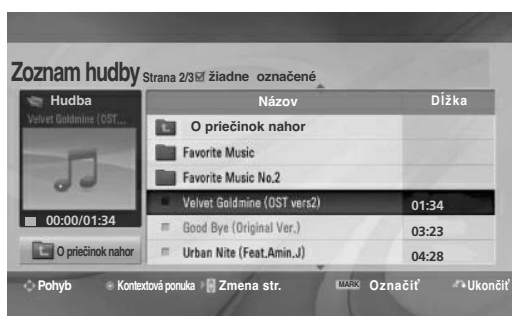 Zoznam hudby Strana 2/3 žiadne označené
Hudba
Velvet Goldmine (OST...
00:00/01:34
O priečinok nahor
Názov Dĺžka
O priečinok nahor
Favorite Music
Favorite Music No.2
Velvet Goldmine (OST vers2) 01:34
Good Bye (Original Ver.) 03:23
Urban Nite (Feat.Amin.J) 04:28
Pohyb Kontextová ponuka Zmena str. MARK Označiť Ukončiť